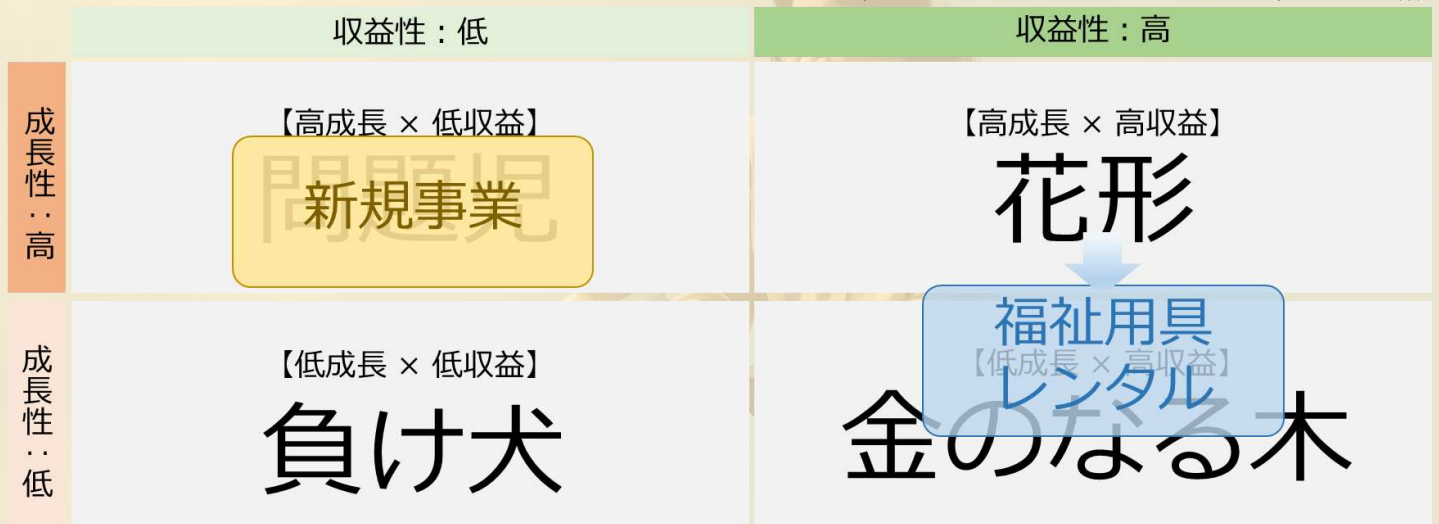 収益性：低
収益性：高
成長性：高
【高成長 × 低収益】
問題児
新規事業
【高成長 × 高収益】
花形
成長性：低
【低成長 × 低収益】
負け犬
福祉用具
【低成長 × 高収益】
レンタル
金のなる木